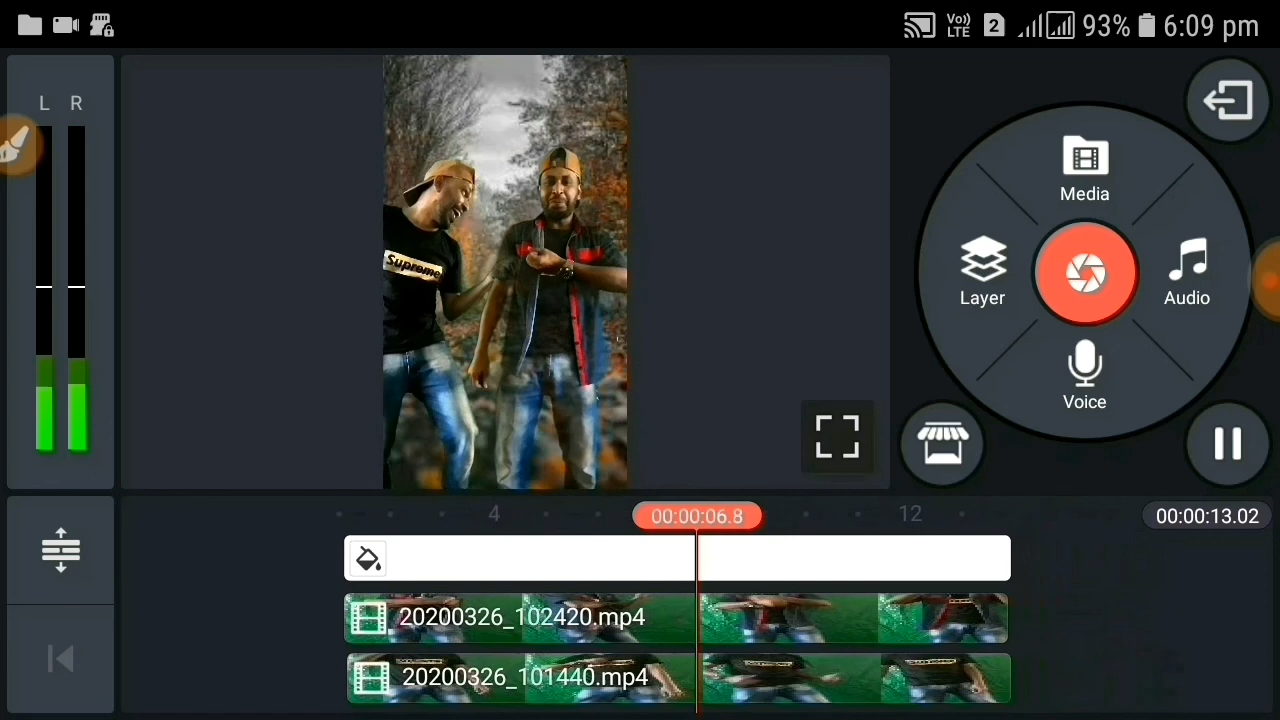 Vo))
LTE 2 93% 6:09 pm
L R
Supreme
Media
Layer
Audio
Voice
4
00:00:06.8
12
00:00:13.02
20200326_102420.mp4
20200326_101440.mp4